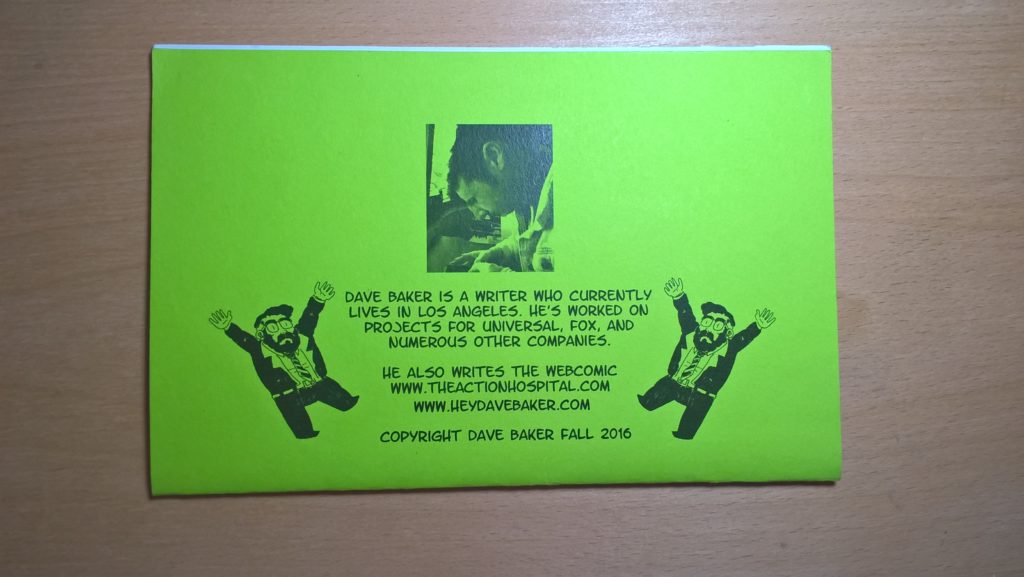 DAVE BAKER IS A WRITER WHO CURRENTLY
LIVES IN LOS ANGELES. HE'S WORKED ON
PROJECTS FOR UNIVERSAL, FOX, AND
NUMEROUS OTHER COMPANIES.
HE ALSO WRITES THE WEBCOMIC
WWW.THEACTIONHOSPITAL.COM
WWW.HEYDAVEBAKER.COM
COPYRIGHT DAVE BAKER FALL 2016